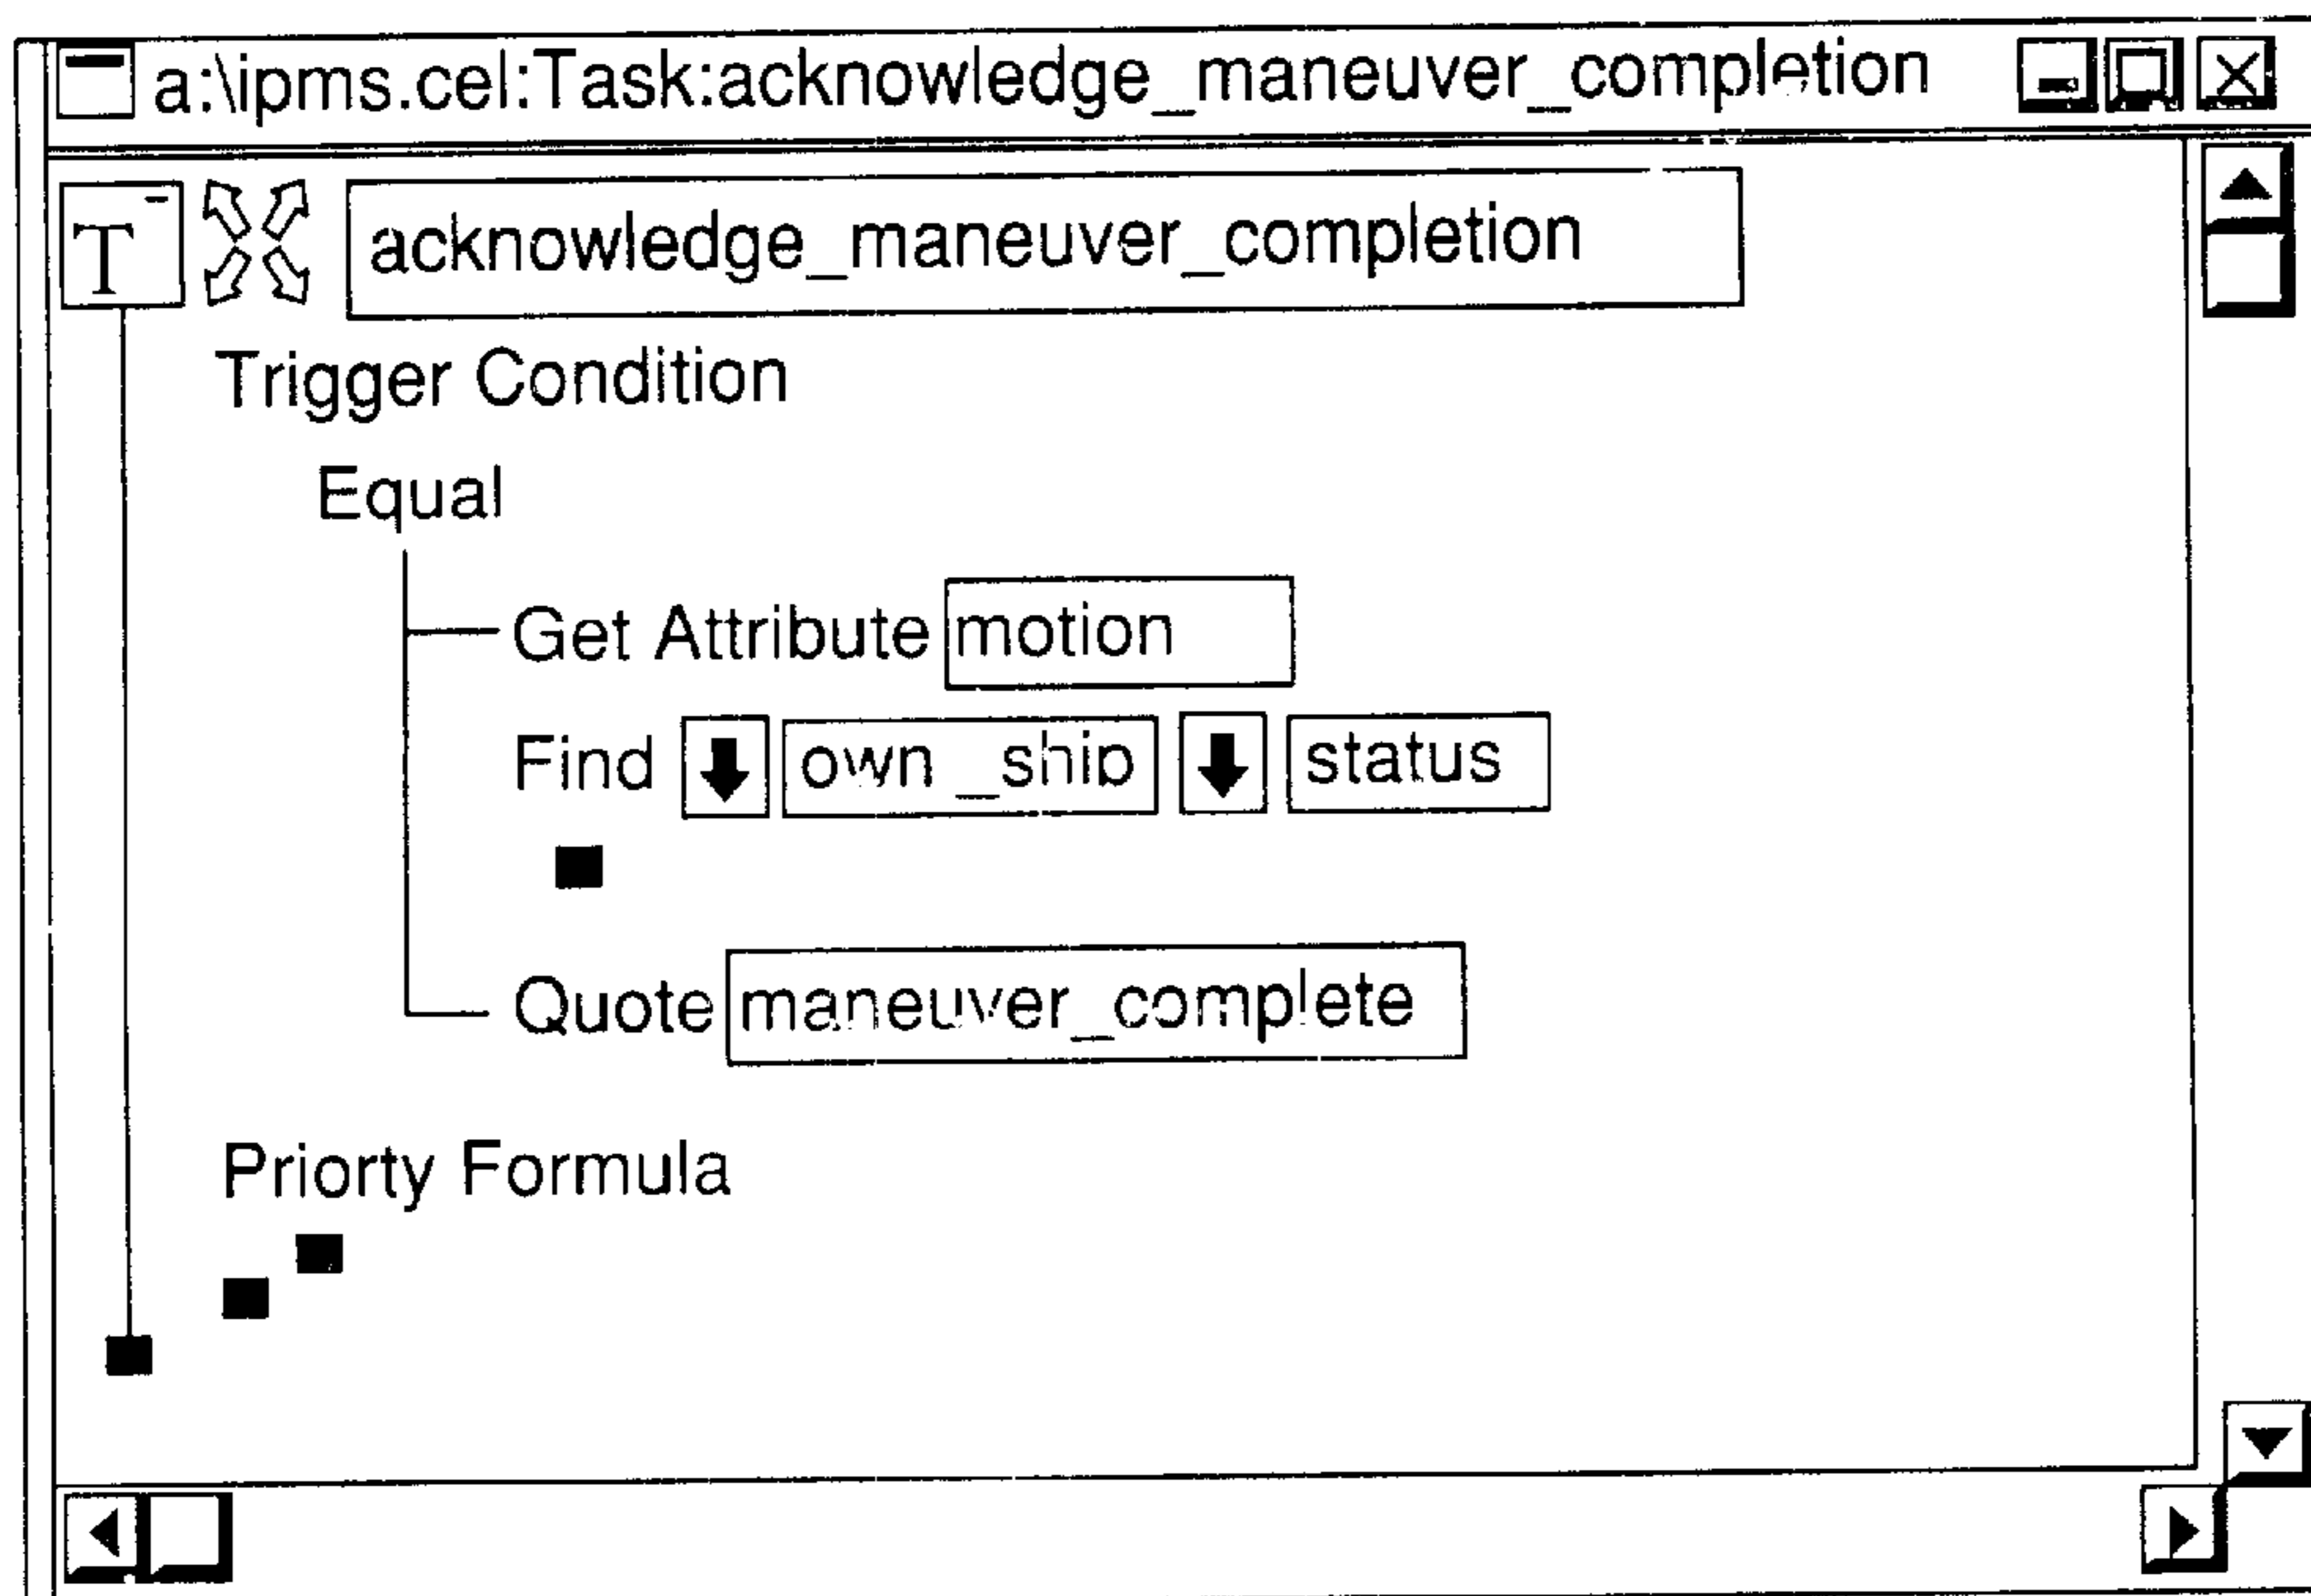 a:\ipms.cel:Task:acknowledge_maneuver_completion
T acknowledge_maneuver_completion
Trigger Condition
Equal
Get Attribute motion
Find own_ship status
Quote maneuver_complete
Priorty Formula